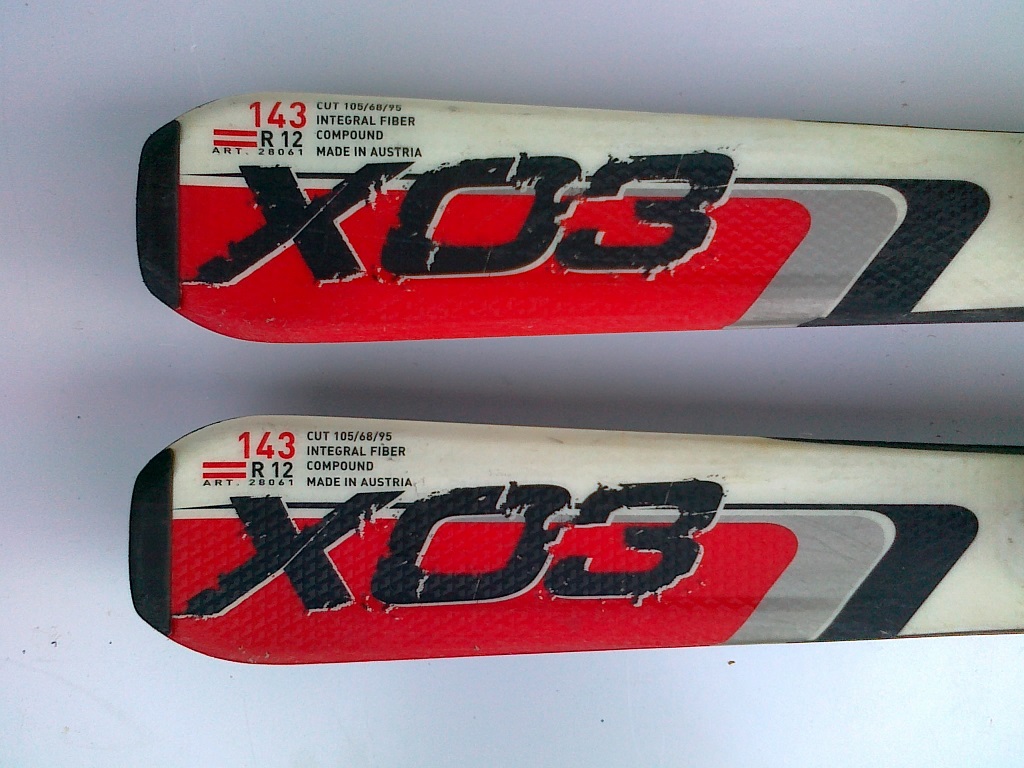 143 CUT 105/68/95
INTEGRAL FIBER
R 12 COMPOUND
ART. 28061 MADE IN AUSTRIA
XO3
143 CUT 105/68/95
INTEGRAL FIBER
R 12 COMPOUND
ART. 28061 MADE IN AUSTRIA
XO3